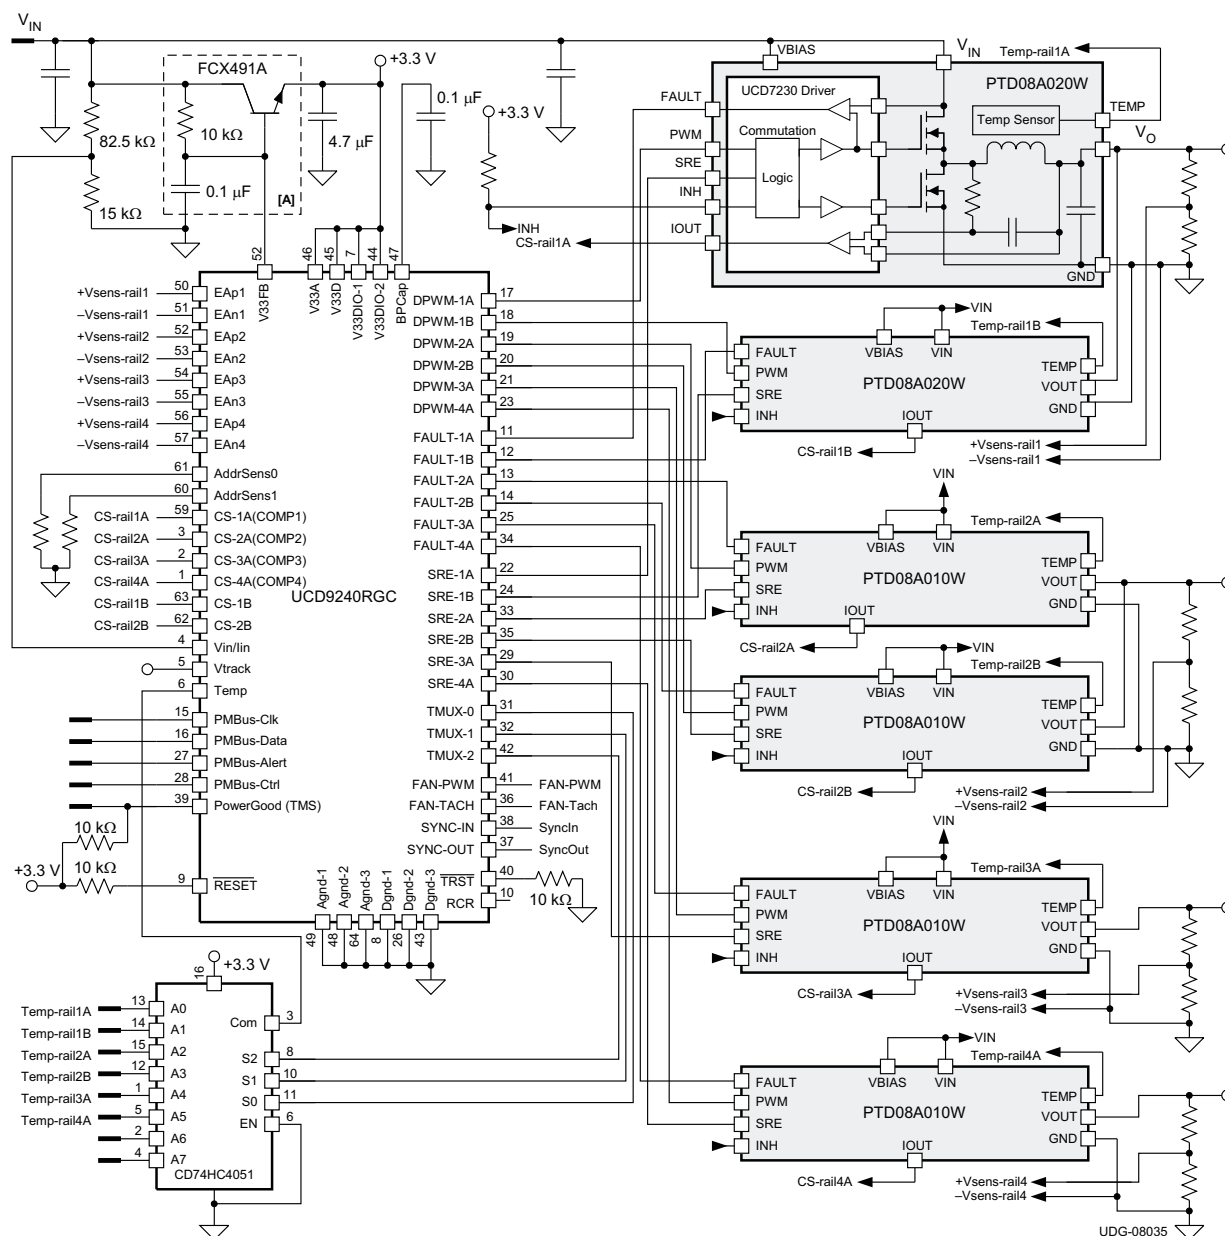 VIN
FCX491A
+3.3 V
10 kΩ
82.5 kΩ
0.1 µF
15 kΩ
[A]
4.7 µF
0.1 µF
+3.3 V
INH
CS-rail1A
VBIAS
VIN
Temp-rail1A
PTD08A020W
UCD7230 Driver
FAULT
PWM
SRE
INH
IOUT
Commutation
Logic
Temp Sensor
TEMP
VO
GND
52
46
45
7
44
47
V33FB
V33A
V33D
V33DIO-1
V33DIO-2
BPCap
UCD9240RGC
+Vsens-rail1 50 EAp1
–Vsens-rail1 51 EAn1
+Vsens-rail2 52 EAp2
–Vsens-rail2 53 EAn2
+Vsens-rail3 54 EAp3
–Vsens-rail3 55 EAn3
+Vsens-rail4 56 EAp4
–Vsens-rail4 57 EAn4
61 AddrSens0
60 AddrSens1
CS-rail1A 59 CS-1A(COMP1)
CS-rail2A 3 CS-2A(COMP2)
CS-rail3A 2 CS-3A(COMP3)
CS-rail4A 1 CS-4A(COMP4)
CS-rail1B 63 CS-1B
CS-rail2B 62 CS-2B
4 Vin/Iin
5 Vtrack
6 Temp
15 PMBus-Clk
16 PMBus-Data
27 PMBus-Alert
28 PMBus-Ctrl
39 PowerGood (TMS)
10 kΩ
+3.3 V
10 kΩ
9 RESET
DPWM-1A 17
DPWM-1B 18
DPWM-2A 19
DPWM-2B 20
DPWM-3A 21
DPWM-4A 23
FAULT-1A 11
FAULT-1B 12
FAULT-2A 13
FAULT-2B 14
FAULT-3A 25
FAULT-4A 34
SRE-1A 22
SRE-1B 24
SRE-2A 33
SRE-2B 35
SRE-3A 29
SRE-4A 30
TMUX-0 31
TMUX-1 32
TMUX-2 42
FAN-PWM 41 FAN-PWM
FAN-TACH 36 FAN-Tach
SYNC-IN 38 SyncIn
SYNC-OUT 37 SyncOut
TRST 40
RCR 10
10 kΩ
Agnd-1
Agnd-2
Agnd-3
Dgnd-1
Dgnd-2
Dgnd-3
49
48
64
8
26
43
+3.3 V
16
Temp-rail1A 13 A0
Temp-rail1B 14 A1
Temp-rail2A 15 A2
Temp-rail2B 12 A3
Temp-rail3A 1 A4
Temp-rail4A 5 A5
2 A6
4 A7
Com 3
S2 8
S1 10
S0 11
EN 6
CD74HC4051
VIN
Temp-rail1B
VBIAS
VIN
PTD08A020W
FAULT
PWM
SRE
INH
IOUT
TEMP
VOUT
GND
CS-rail1B
+Vsens-rail1
–Vsens-rail1
VIN
Temp-rail2A
VBIAS
VIN
PTD08A010W
FAULT
PWM
SRE
INH
IOUT
TEMP
VOUT
GND
CS-rail2A
VIN
Temp-rail2B
VBIAS
VIN
PTD08A010W
FAULT
PWM
SRE
INH
IOUT
TEMP
VOUT
GND
CS-rail2B
+Vsens-rail2
–Vsens-rail2
VIN
Temp-rail3A
VBIAS
VIN
PTD08A010W
FAULT
PWM
SRE
INH
IOUT
TEMP
VOUT
GND
CS-rail3A
+Vsens-rail3
–Vsens-rail3
VIN
Temp-rail4A
VBIAS
VIN
PTD08A010W
FAULT
PWM
SRE
INH
IOUT
TEMP
VOUT
GND
CS-rail4A
+Vsens-rail4
–Vsens-rail4
UDG-08035